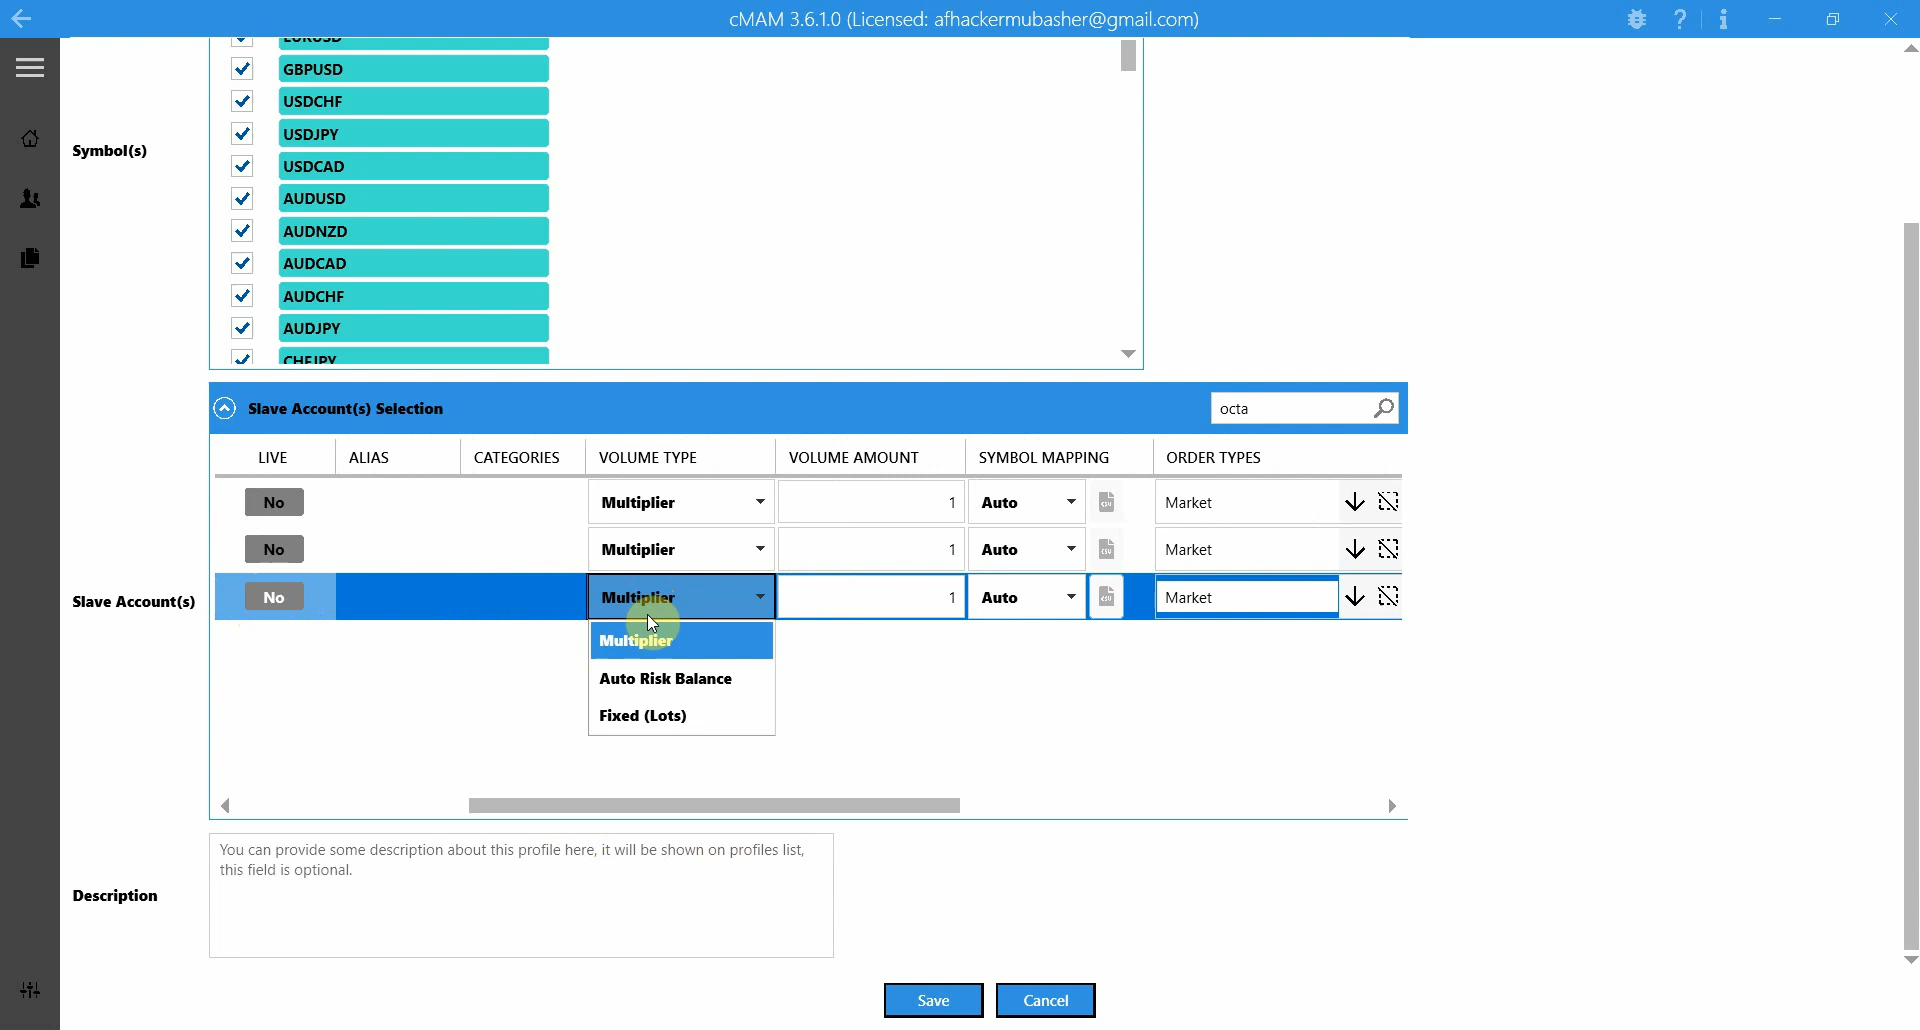 cMAM 3.6.1.0 (Licensed: afhackermubasher@gmail.com)
EURUSD
GBPUSD
USDCHF
USDJPY
Symbol(s)
USDCAD
AUDUSD
AUDNZD
AUDCAD
AUDCHF
AUDJPY
CHFJPY
Slave Account(s) Selection
octa
LIVE ALIAS CATEGORIES VOLUME TYPE VOLUME AMOUNT SYMBOL MAPPING ORDER TYPES
No Multiplier 1 Auto Market
No Multiplier 1 Auto Market
Slave Account(s)
No Multiplier 1 Auto Market
Multiplier
Auto Risk Balance
Fixed (Lots)
You can provide some description about this profile here, it will be shown on profiles list,
this field is optional.
Description
Save Cancel